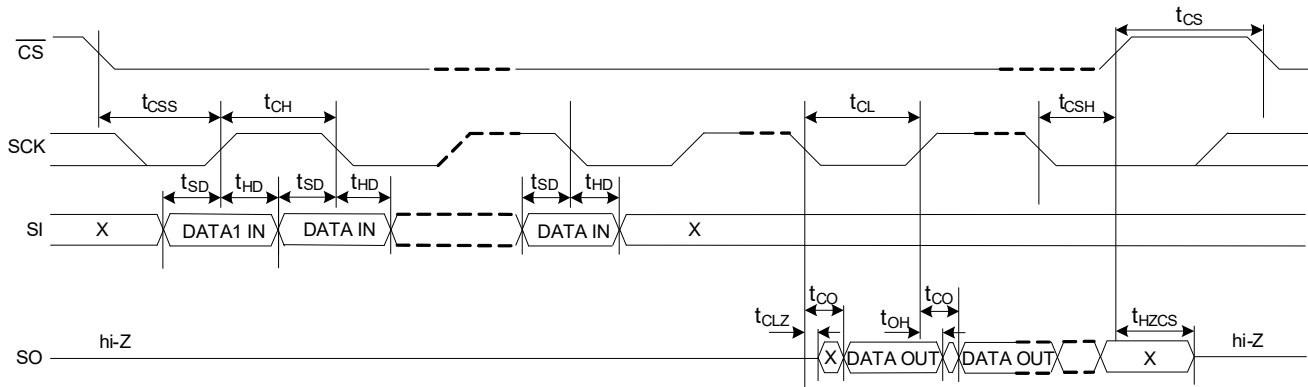 t_CS
CS
t_CSS t_CH t_CL t_CSH
SCK
t_SD t_HD t_SD t_HD t_SD t_HD
SI X DATA1 IN DATA IN DATA IN X
t_CO t_CO
t_CLZ t_OH t_HZCS
hi-Z hi-Z
SO X DATA OUT DATA OUT X